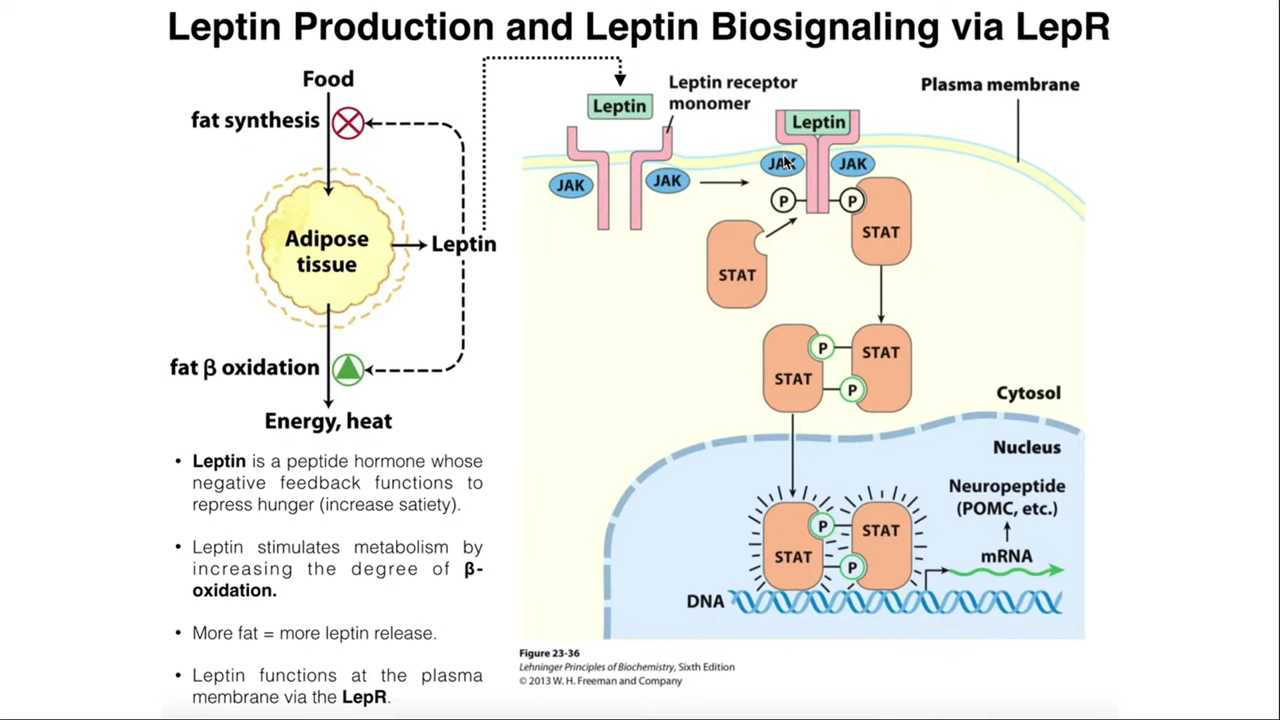 Leptin Production and Leptin Biosignaling via LepR
Food
fat synthesis
Adipose
tissue
Leptin
fat β oxidation
Energy, heat
• Leptin is a peptide hormone whose
negative feedback functions to
repress hunger (increase satiety).
• Leptin stimulates metabolism by
increasing the degree of β-
oxidation.
• More fat = more leptin release.
• Leptin functions at the plasma
membrane via the LepR.
Leptin
Leptin receptor
monomer
Plasma membrane
Leptin
JAK
JAK
JAK
JAK
P
P
STAT
STAT
P
STAT
STAT
P
Cytosol
Nucleus
Neuropeptide
(POMC, etc.)
mRNA
P
STAT
STAT
P
DNA
Figure 23-36
Lehninger Principles of Biochemistry, Sixth Edition
© 2013 W. H. Freeman and Company